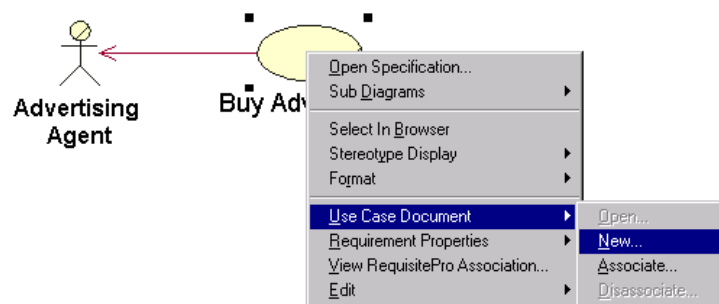 Advertising
Agent
Buy Adv
Open Specification...
Sub Diagrams
Select In Browser
Stereotype Display
Format
Use Case Document
Requirement Properties
View RequisitePro Association...
Edit
Open...
New...
Associate...
Disassociate...